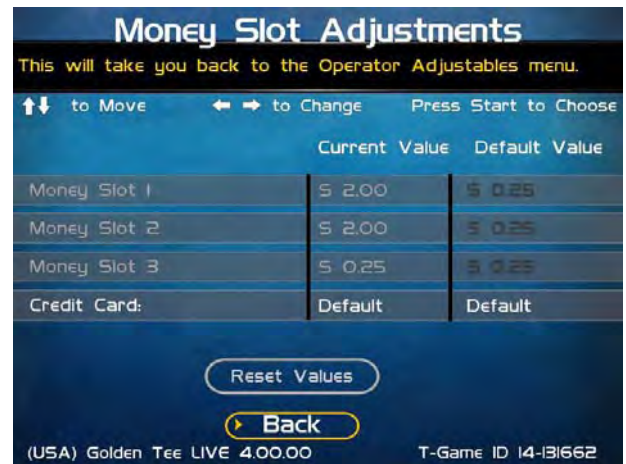 Money Slot Adjustments
This will take you back to the Operator Adjustables menu.
to Move to Change Press Start to Choose
Current Value Default Value
Money Slot 1 $ 2.00 $ 0.25
Money Slot 2 $ 2.00 $ 0.25
Money Slot 3 $ 0.25 $ 0.25
Credit Card: Default Default
Reset Values
Back
(USA) Golden Tee LIVE 4.00.00 T-Game ID 14-131662